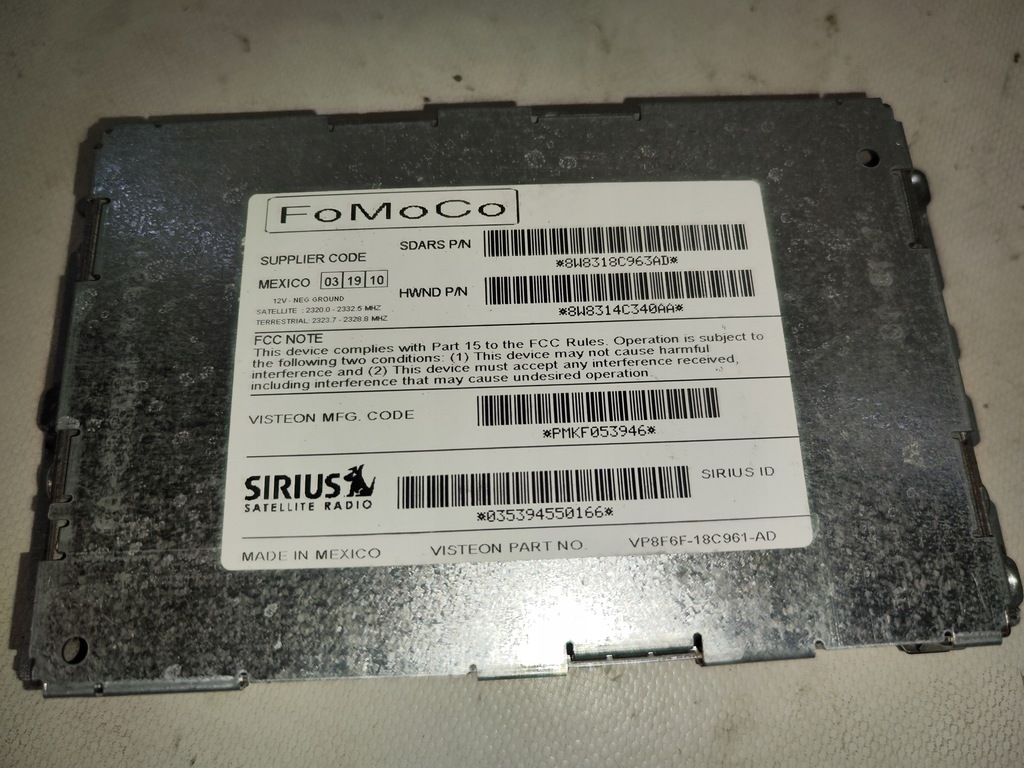 FoMoCo
SUPPLIER CODE
SDARS P/N
*8W8318C963AD*
MEXICO 03 19 10
HWND P/N
*8W8314C340AA*
12V - NEG GROUND
SATELLITE : 2320.0 - 2332.5 MHZ
TERRESTRIAL: 2323.7 - 2328.8 MHZ
FCC NOTE
This device complies with Part 15 to the FCC Rules. Operation is subject to
the following two conditions: (1) This device may not cause harmful
interference and (2) This device must accept any interference received,
including interference that may cause undesired operation.
VISTEON MFG. CODE
*PMKF053946*
SIRIUS
SATELLITE RADIO
*035394550166*
SIRIUS ID
MADE IN MEXICO VISTEON PART NO. VP8F6F-18C961-AD